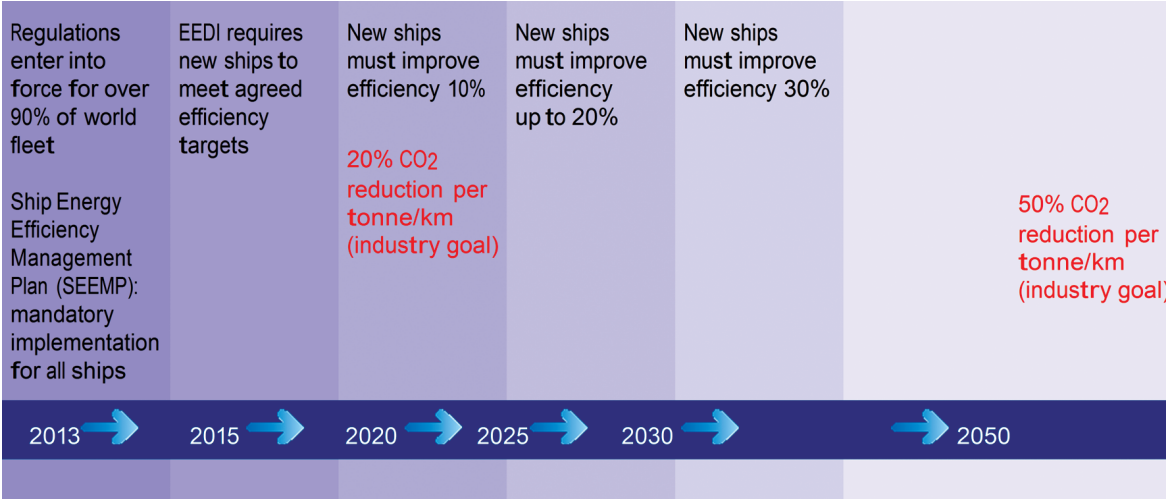 Regulations
enter into
force for over
90% of world
fleet
Ship Energy
Efficiency
Management
Plan (SEEMP):
mandatory
implementation
for all ships
EEDI requires
new ships to
meet agreed
efficiency
targets
New ships
must improve
efficiency 10%
20% CO2
reduction per
tonne/km
(industry goal)
New ships
must improve
efficiency
up to 20%
New ships
must improve
efficiency 30%
50% CO2
reduction per
tonne/km
(industry goal)
2013
2015
2020
2025
2030
2050